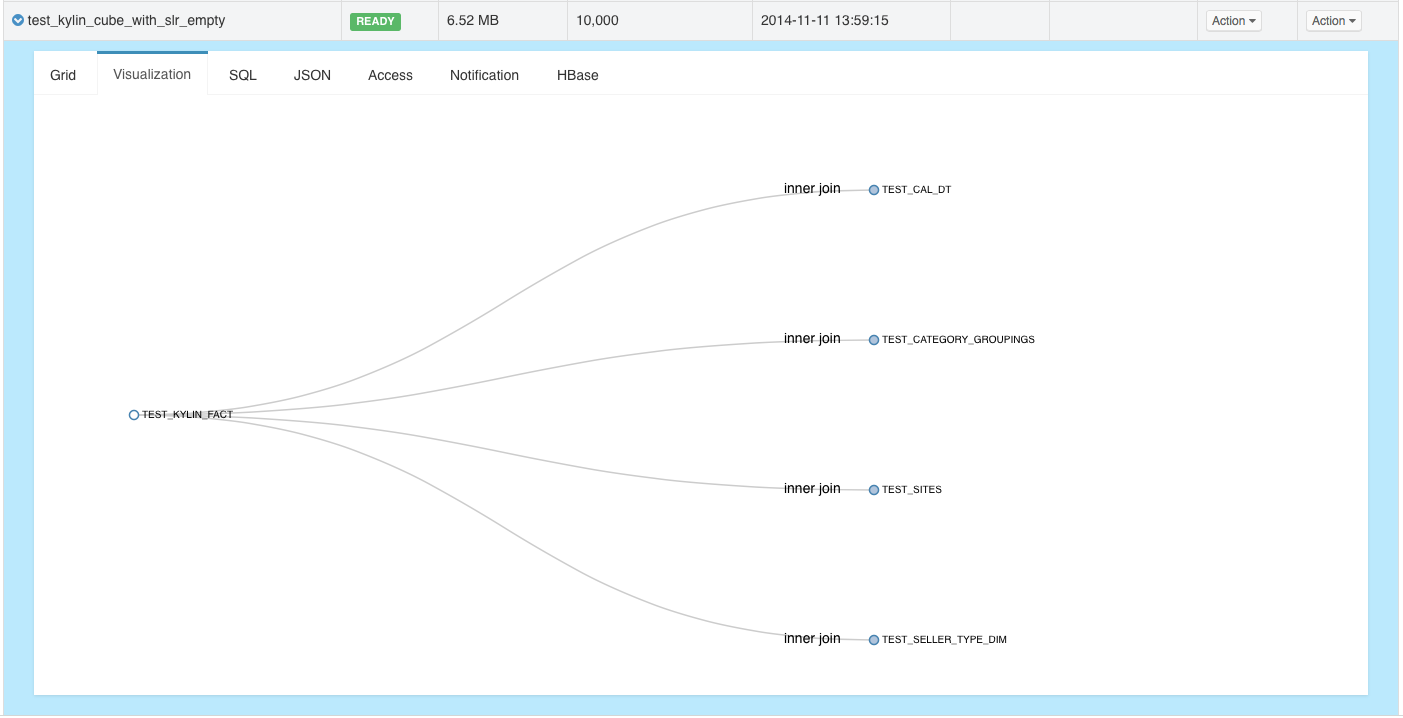 test_kylin_cube_with_slr_empty READY 6.52 MB 10,000 2014-11-11 13:59:15 Action Action
Grid Visualization SQL JSON Access Notification HBase
inner join TEST_CAL_DT
inner join TEST_CATEGORY_GROUPINGS
TEST_KYLIN_FACT
inner join TEST_SITES
inner join TEST_SELLER_TYPE_DIM